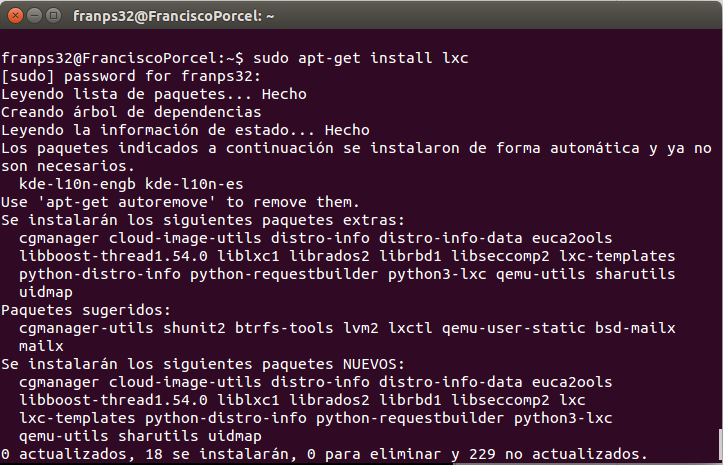 franps32@FranciscoPorcel: ~
franps32@FranciscoPorcel:~$ sudo apt-get install lxc
[sudo] password for franps32:
Leyendo lista de paquetes... Hecho
Creando árbol de dependencias
Leyendo la información de estado... Hecho
Los paquetes indicados a continuación se instalaron de forma automática y ya no
son necesarios.
  kde-l10n-engb kde-l10n-es
Use 'apt-get autoremove' to remove them.
Se instalarán los siguientes paquetes extras:
  cgmanager cloud-image-utils distro-info distro-info-data euca2ools
  libboost-thread1.54.0 liblxc1 librados2 librbd1 libseccomp2 lxc-templates
  python-distro-info python-requestbuilder python3-lxc qemu-utils sharutils
  uidmap
Paquetes sugeridos:
  cgmanager-utils shunit2 btrfs-tools lvm2 lxctl qemu-user-static bsd-mailx
  mailx
Se instalarán los siguientes paquetes NUEVOS:
  cgmanager cloud-image-utils distro-info distro-info-data euca2ools
  libboost-thread1.54.0 liblxc1 librados2 librbd1 libseccomp2 lxc
  lxc-templates python-distro-info python-requestbuilder python3-lxc
  qemu-utils sharutils uidmap
0 actualizados, 18 se instalarán, 0 para eliminar y 229 no actualizados.